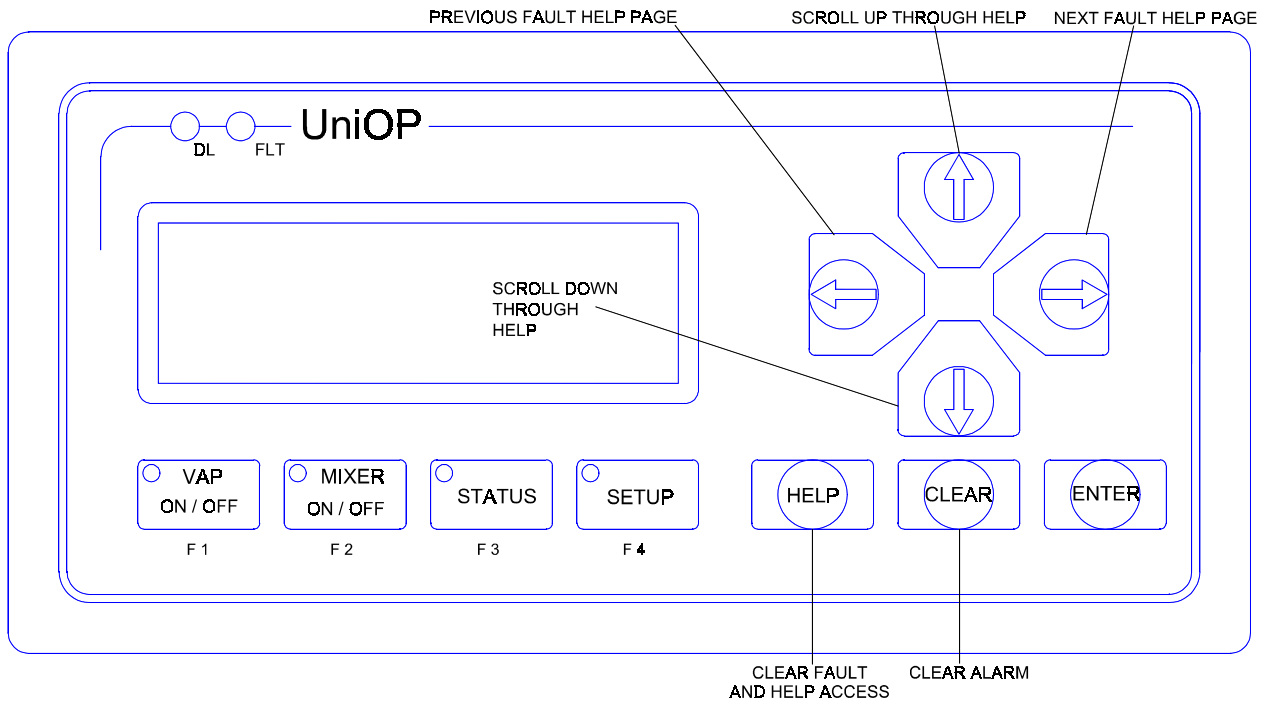 PREVIOUS FAULT HELP PAGE
SCROLL UP THROUGH HELP
NEXT FAULT HELP PAGE
UniOP
DL
FLT
SCROLL DOWN
THROUGH
HELP
VAP
ON / OFF
MIXER
ON / OFF
STATUS
SETUP
HELP
CLEAR
ENTER
F 1
F 2
F 3
F 4
CLEAR FAULT
AND HELP ACCESS
CLEAR ALARM